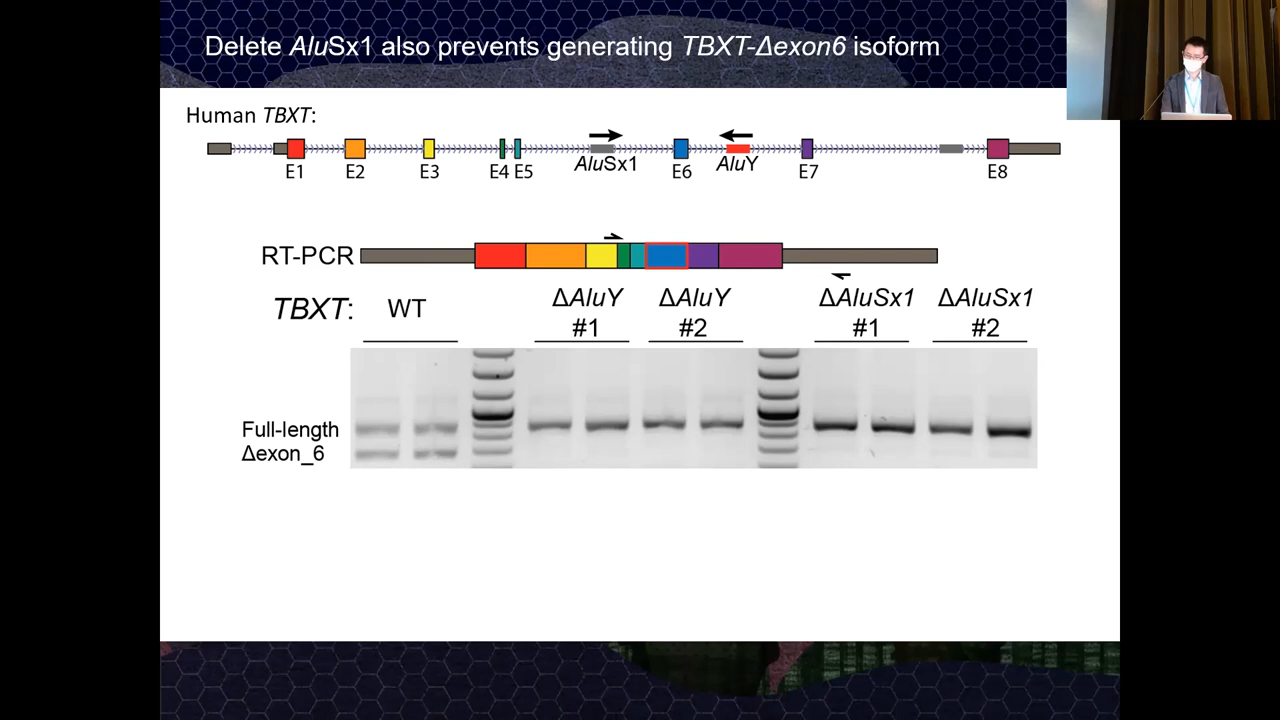 Delete AluSx1 also prevents generating TBXT-Δexon6 isoform
Human TBXT:
AluSx1 AluY
E1 E2 E3 E4 E5 E6 E7 E8
RT-PCR
TBXT: WT ΔAluY ΔAluY ΔAluSx1 ΔAluSx1
#1 #2 #1 #2
Full-length
Δexon_6